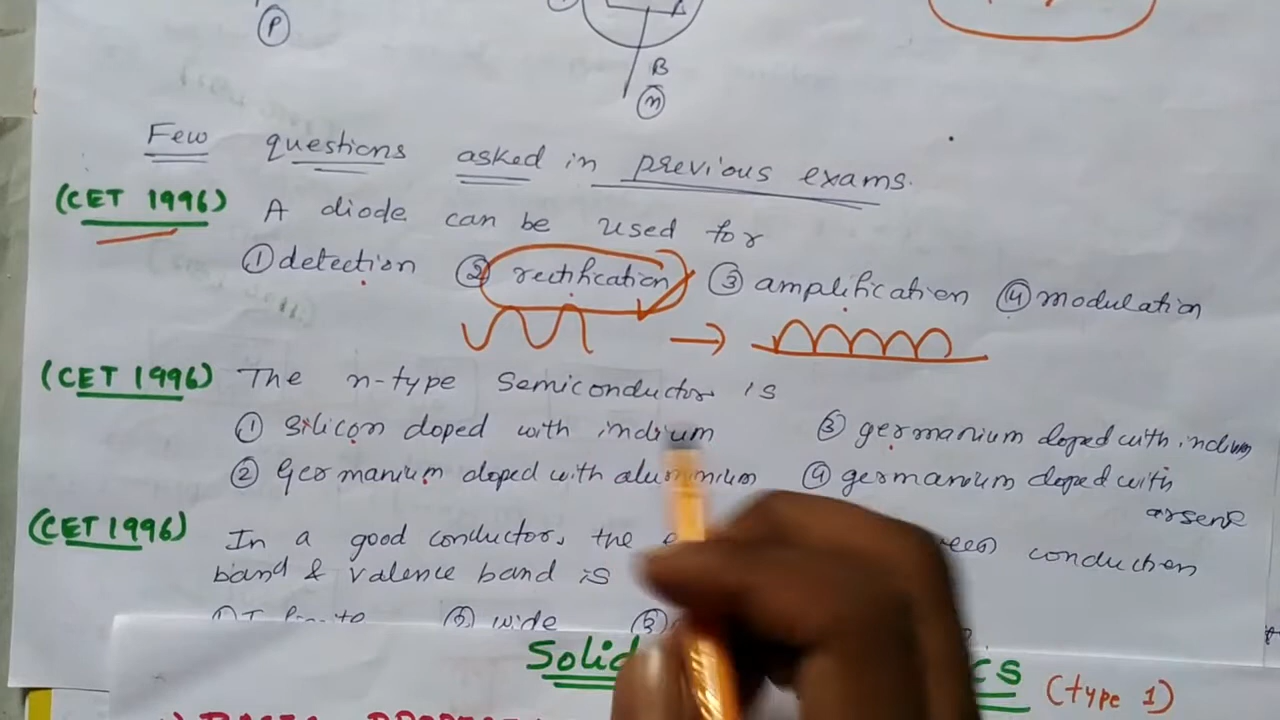 P
B
n
Few questions asked in previous exams.
(CET 1996) A diode can be used for
① detection ② rectification ③ amplification ④ modulation
(CET 1996) The n-type Semiconductor is
① Silicon doped with indium ③ germanium doped with indium
② Germanium doped with aluminium ④ germanium doped with
arsenic
(CET 1996) In a good conductor, the conduction
band & valence band is
② wide ③
Solid CS (type 1)